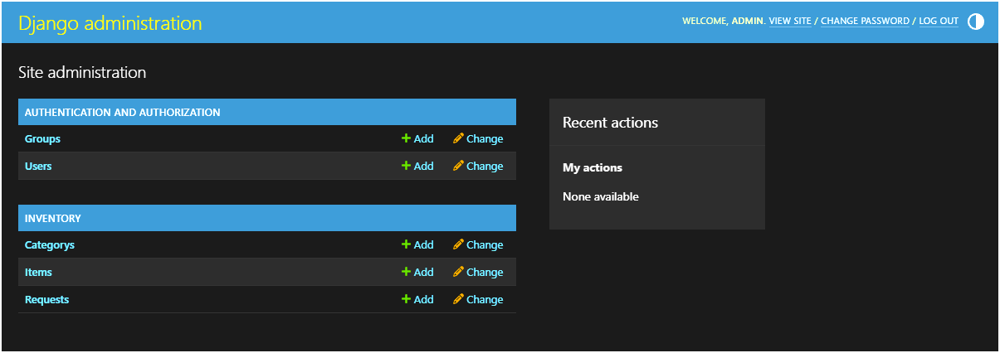 Django administration
WELCOME, ADMIN. VIEW SITE / CHANGE PASSWORD / LOG OUT
Site administration
AUTHENTICATION AND AUTHORIZATION
Groups Add Change
Users Add Change
INVENTORY
Categorys Add Change
Items Add Change
Requests Add Change
Recent actions
My actions
None available